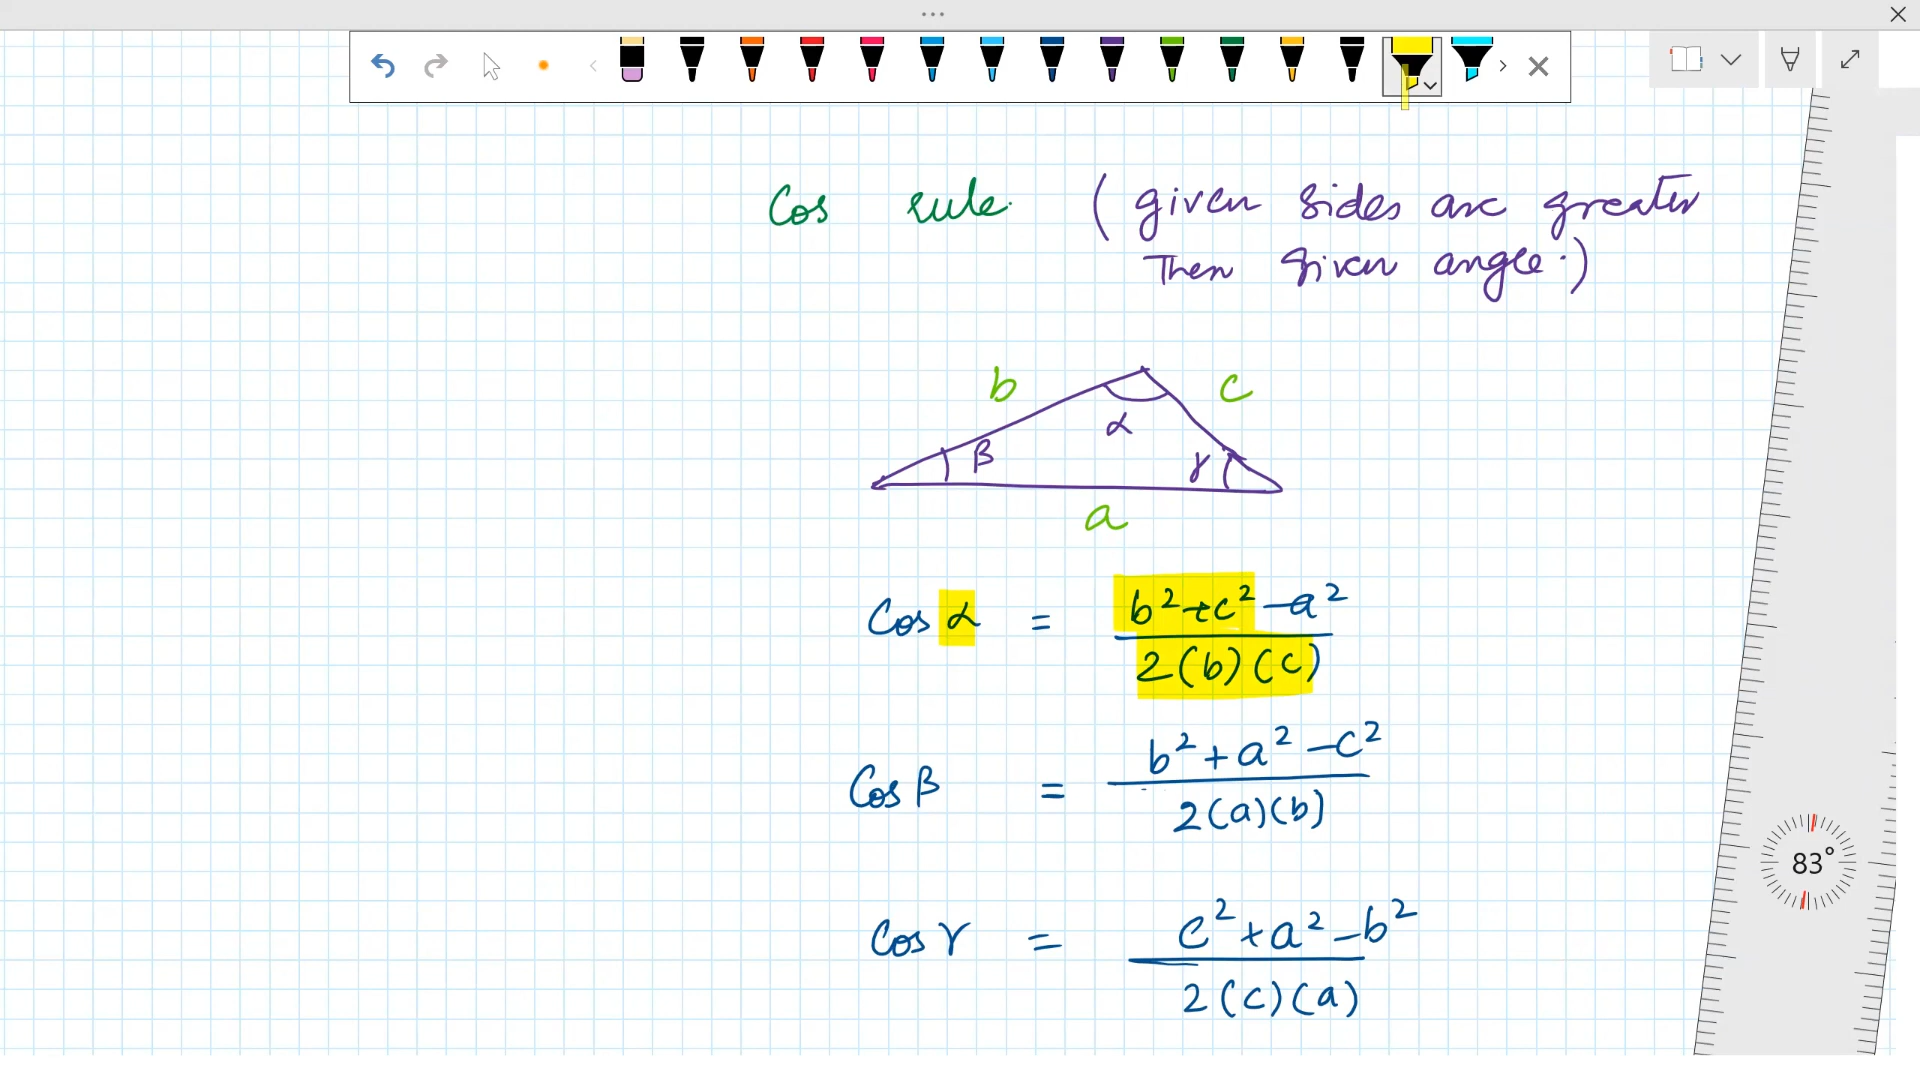 Cos rule (given sides are greater
Then given angle.)
b c
α
β γ
a
Cos α = b² + c² - a² / 2(b)(c)
Cos β = b² + a² - c² / 2(a)(b)
Cos γ = c² + a² - b² / 2(c)(a)
83°